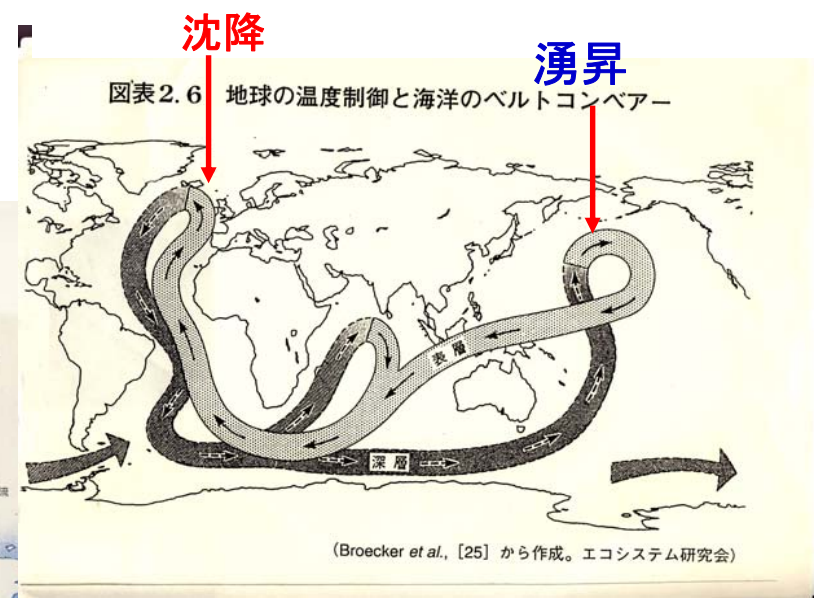 沈降
湧昇
図表2.6 地球の温度制御と海洋のベルトコンベアー
表層
深層
流
(Broecker et al., [25] から作成。エコシステム研究会)